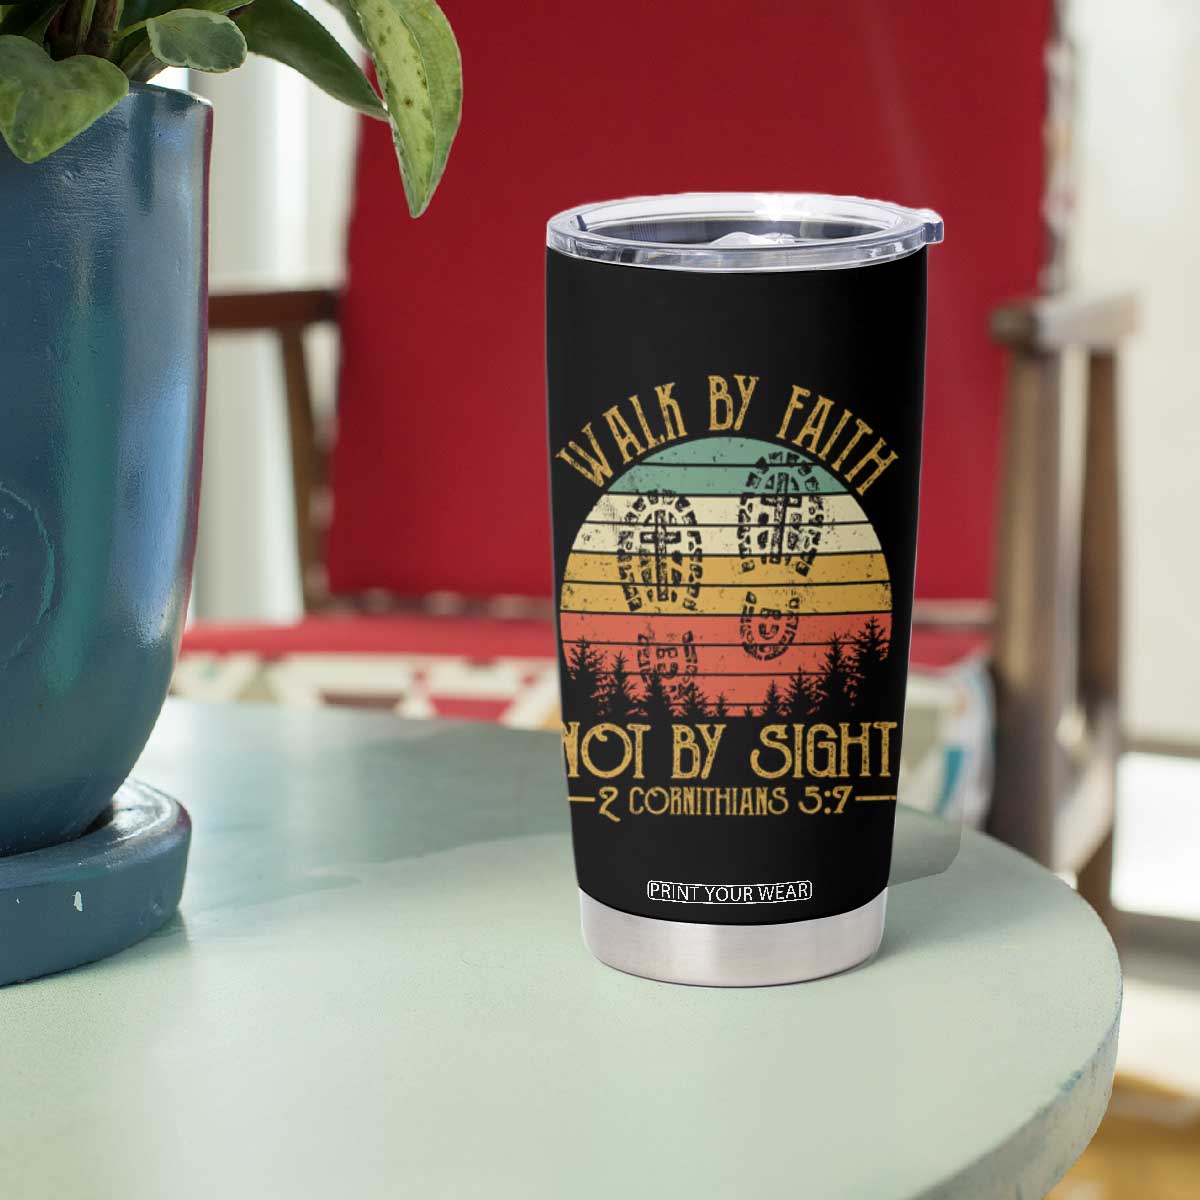 WALK BY FAITH
NOT BY SIGHT
2 CORNITHIANS 5:7
PRINT YOUR WEAR